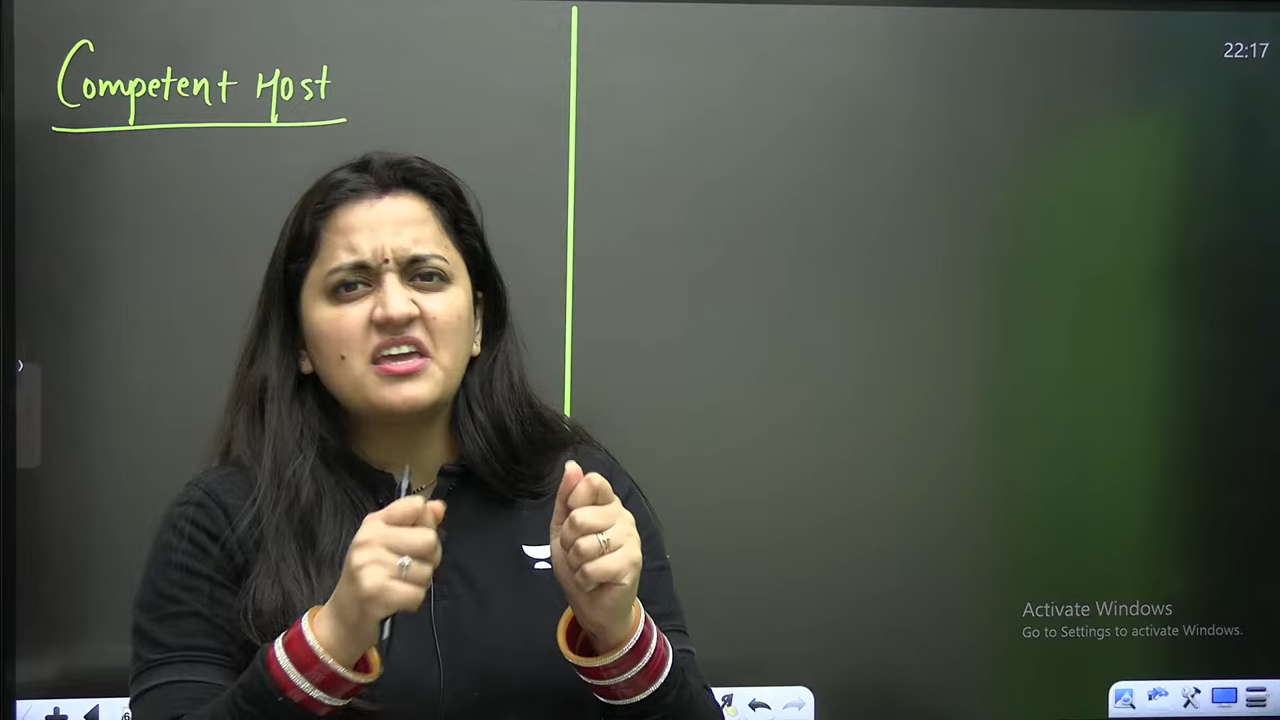 Competent Host
22:17
Activate Windows
Go to Settings to activate Windows.